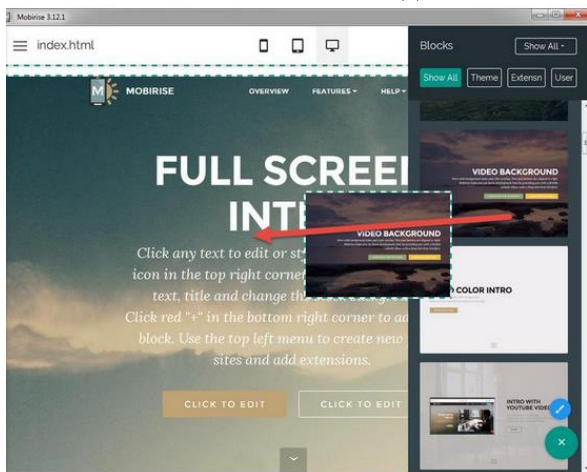 Mobirise 3.12.1
index.html
Blocks
Show All
Show All Theme Extensn User
M MOBIRISE OVERVIEW FEATURES HELP
FULL SCREEN
INT
Click any text to edit or st
icon in the top right corner
text, title and change th
Click red "+" in the bottom right corner to ad
block. Use the top left menu to create new
sites and add extensions.
CLICK TO EDIT CLICK TO EDIT
VIDEO BACKGROUND
VIDEO BACKGROUND
COLOR INTRO
INTRO WITH
YOUTUBE VIDEO